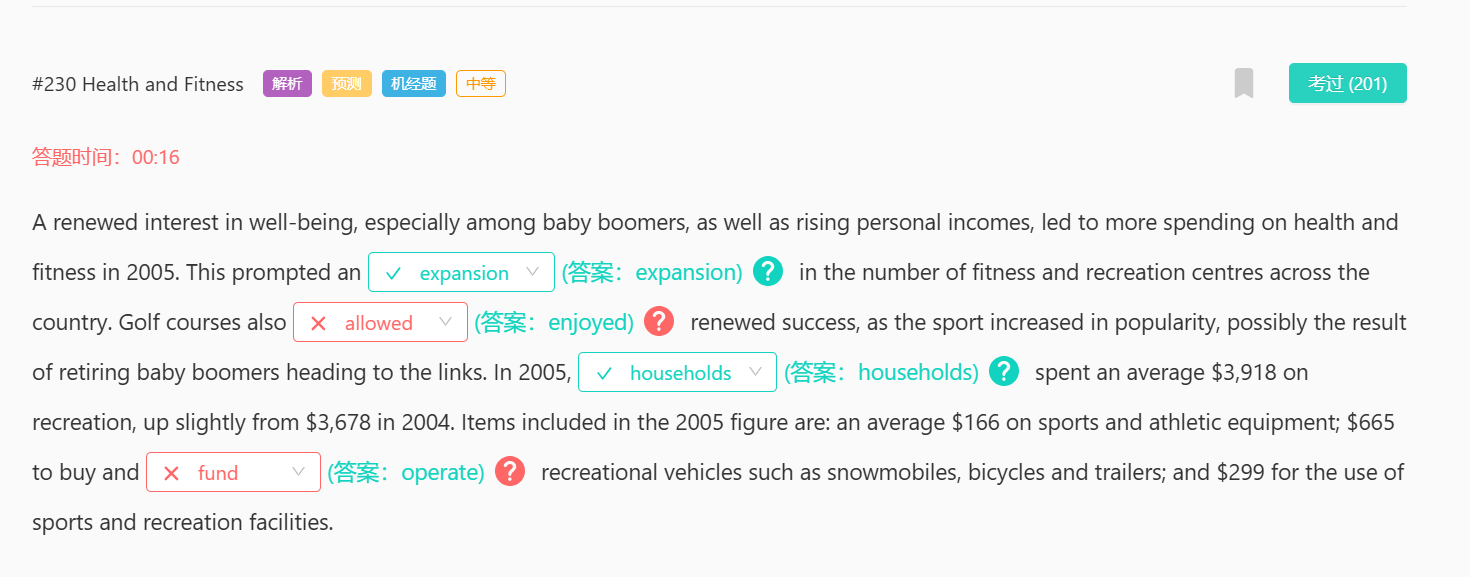 #230 Health and Fitness 解析 预测 机经题 中等 考过 (201)
答题时间：00:16
A renewed interest in well-being, especially among baby boomers, as well as rising personal incomes, led to more spending on health and
fitness in 2005. This prompted an ✓ expansion (答案：expansion) ? in the number of fitness and recreation centres across the
country. Golf courses also ✕ allowed (答案：enjoyed) ? renewed success, as the sport increased in popularity, possibly the result
of retiring baby boomers heading to the links. In 2005, ✓ households (答案：households) ? spent an average $3,918 on
recreation, up slightly from $3,678 in 2004. Items included in the 2005 figure are: an average $166 on sports and athletic equipment; $665
to buy and ✕ fund (答案：operate) ? recreational vehicles such as snowmobiles, bicycles and trailers; and $299 for the use of
sports and recreation facilities.